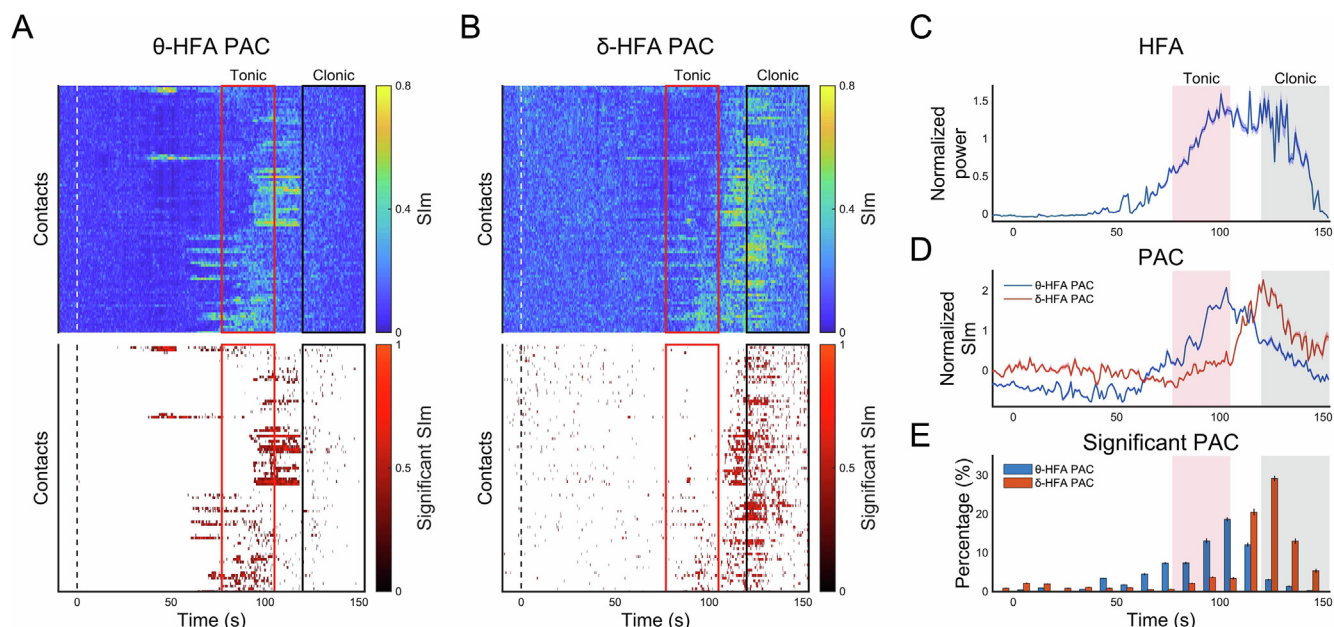 A
θ-HFA PAC
Tonic
Clonic
Contacts
0.8
0.4
0
SIm
Contacts
1
0.5
0
Significant SIm
0
50
100
150
Time (s)
B
δ-HFA PAC
Tonic
Clonic
Contacts
0.8
0.4
0
SIm
Contacts
1
0.5
0
Significant SIm
0
50
100
150
Time (s)
C
HFA
Tonic
Clonic
Normalized
power
1.5
1
0.5
0
0
50
100
150
D
PAC
θ-HFA PAC
δ-HFA PAC
Normalized
SIm
2
1
0
0
50
100
150
E
Significant PAC
θ-HFA PAC
δ-HFA PAC
Percentage (%)
30
20
10
0
0
50
100
150
Time (s)